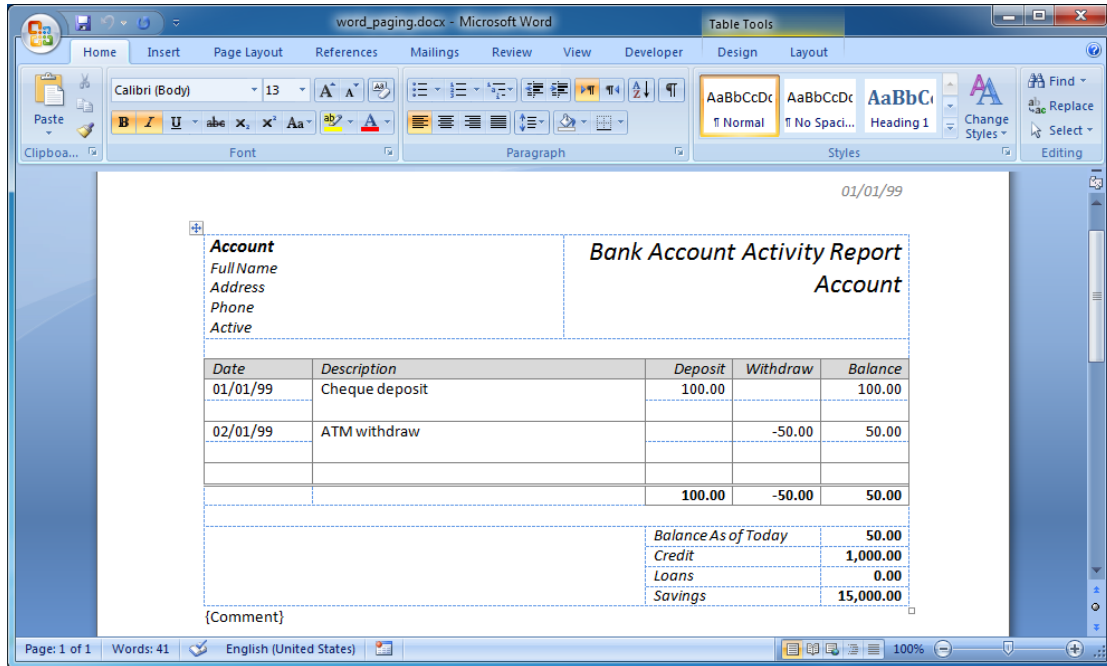 word_paging.docx - Microsoft Word Table Tools
Home Insert Page Layout References Mailings Review View Developer Design Layout
Paste
Calibri (Body) 13
B I U abc X₂ X² Aa ab A
AaBbCcDc AaBbCcDc AaBbC
¶ Normal ¶ No Spaci... Heading 1
Change Styles
Find
Replace
Select
Clipboa... Font Paragraph Styles Editing
01/01/99
Account
Full Name
Address
Phone
Active
Bank Account Activity Report
Account
Date Description Deposit Withdraw Balance
01/01/99 Cheque deposit 100.00 100.00
02/01/99 ATM withdraw -50.00 50.00
100.00 -50.00 50.00
Balance As of Today 50.00
Credit 1,000.00
Loans 0.00
Savings 15,000.00
{Comment}
Page: 1 of 1 Words: 41 English (United States) 100%